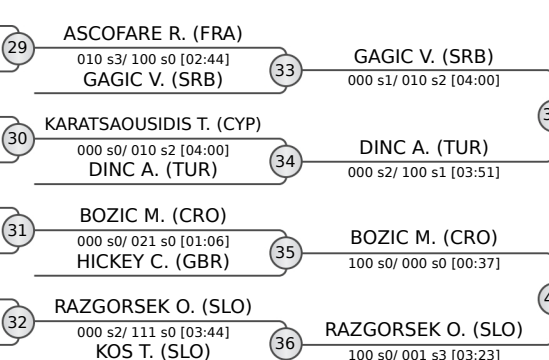 ASCOFARE R. (FRA)
29
010 s3/ 100 s0 [02:44]
GAGIC V. (SRB)
33
GAGIC V. (SRB)
000 s1/ 010 s2 [04:00]
KARATSAOUSIDIS T. (CYP)
30
000 s0/ 010 s2 [04:00]
DINC A. (TUR)
34
DINC A. (TUR)
000 s2/ 100 s1 [03:51]
BOZIC M. (CRO)
31
000 s0/ 021 s0 [01:06]
HICKEY C. (GBR)
35
BOZIC M. (CRO)
100 s0/ 000 s0 [00:37]
RAZGORSEK O. (SLO)
32
000 s2/ 111 s0 [03:44]
KOS T. (SLO)
36
RAZGORSEK O. (SLO)
100 s0/ 001 s3 [03:23]